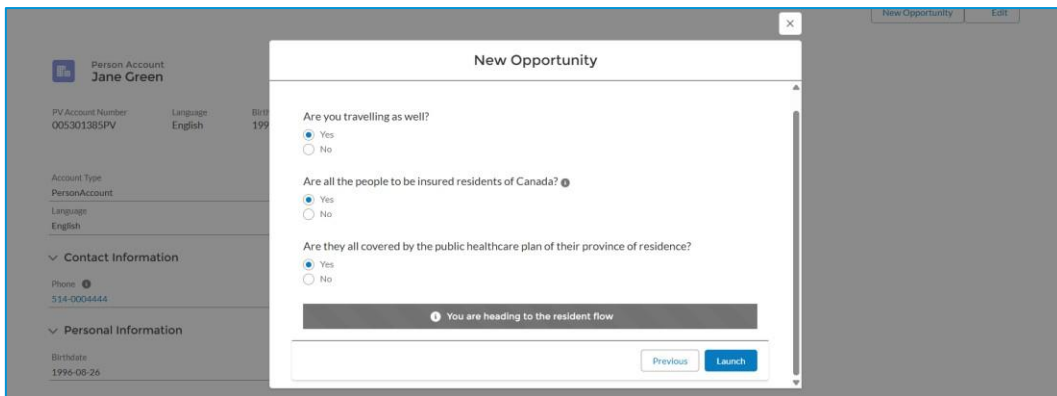 New Opportunity Edit
Person Account
Jane Green
PV Account Number Language Birth
005301385PV English 199
Account Type
PersonAccount
Language
English
Contact Information
Phone
514-0004444
Personal Information
Birthdate
1996-08-26
New Opportunity
Are you travelling as well?
Yes
No
Are all the people to be insured residents of Canada?
Yes
No
Are they all covered by the public healthcare plan of their province of residence?
Yes
No
You are heading to the resident flow
Previous Launch